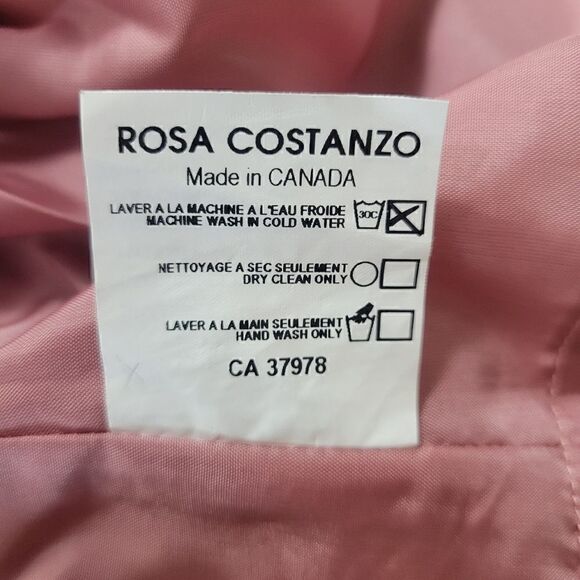 ROSA COSTANZO
Made in CANADA
LAVER A LA MACHINE A L'EAU FROIDE
MACHINE WASH IN COLD WATER
30C
NETTOYAGE A SEC SEULEMENT
DRY CLEAN ONLY
LAVER A LA MAIN SEULEMENT
HAND WASH ONLY
CA 37978